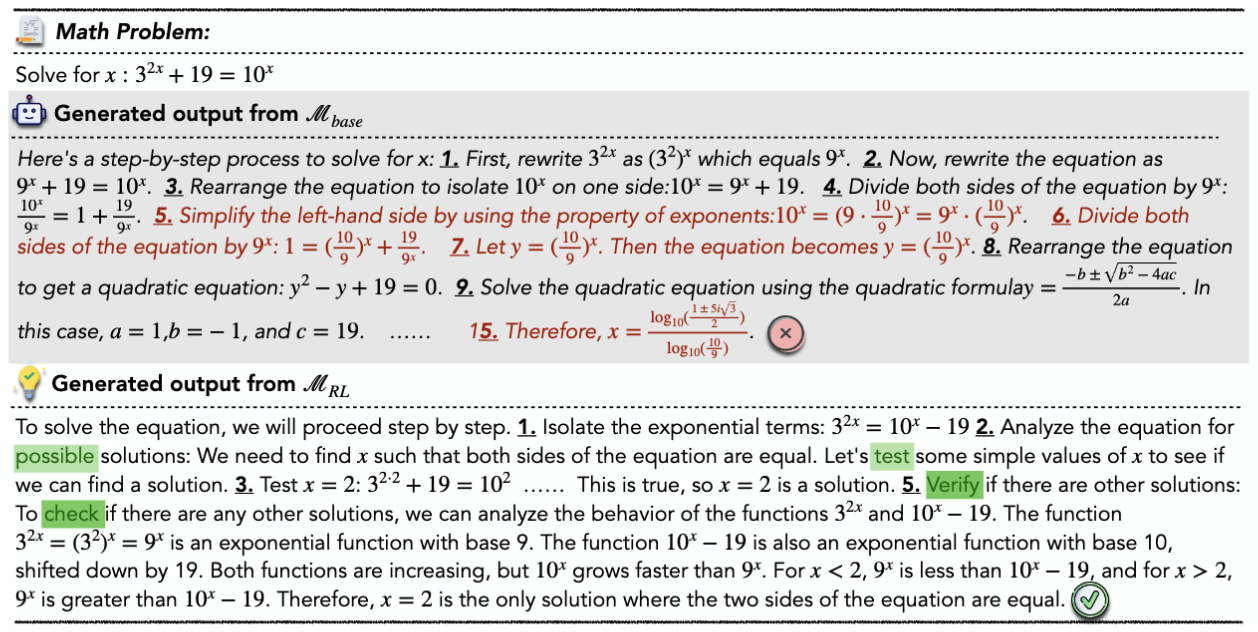 Math Problem:
Solve for x : 3^{2x} + 19 = 10^x
Generated output from ℳ_{base}
Here's a step-by-step process to solve for x: 1. First, rewrite 3^{2x} as (3^2)^x which equals 9^x. 2. Now, rewrite the equation as
9^x + 19 = 10^x. 3. Rearrange the equation to isolate 10^x on one side:10^x = 9^x + 19. 4. Divide both sides of the equation by 9^x:
\frac{10^x}{9^x} = 1 + \frac{19}{9^x}. 5. Simplify the left-hand side by using the property of exponents:10^x = (9 · \frac{10}{9})^x = 9^x · (\frac{10}{9})^x. 6. Divide both
sides of the equation by 9^x: 1 = (\frac{10}{9})^x + \frac{19}{9^x}. 7. Let y = (\frac{10}{9})^x. Then the equation becomes y = (\frac{10}{9})^x. 8. Rearrange the equation
to get a quadratic equation: y^2 − y + 19 = 0. 9. Solve the quadratic equation using the quadratic formulay = \frac{−b ± \sqrt{b^2 − 4ac}}{2a}. In
this case, a = 1,b = − 1, and c = 19. ...... 15. Therefore, x = \frac{log_{10}(\frac{1 ± 5i\sqrt{3}}{2})}{log_{10}(\frac{10}{9})}.
Generated output from ℳ_{RL}
To solve the equation, we will proceed step by step. 1. Isolate the exponential terms: 3^{2x} = 10^x − 19 2. Analyze the equation for
possible solutions: We need to find x such that both sides of the equation are equal. Let's test some simple values of x to see if
we can find a solution. 3. Test x = 2: 3^{2·2} + 19 = 10^2 ...... This is true, so x = 2 is a solution. 5. Verify if there are other solutions:
To check if there are any other solutions, we can analyze the behavior of the functions 3^{2x} and 10^x − 19. The function
3^{2x} = (3^2)^x = 9^x is an exponential function with base 9. The function 10^x − 19 is also an exponential function with base 10,
shifted down by 19. Both functions are increasing, but 10^x grows faster than 9^x. For x < 2, 9^x is less than 10^x − 19, and for x > 2,
9^x is greater than 10^x − 19. Therefore, x = 2 is the only solution where the two sides of the equation are equal.